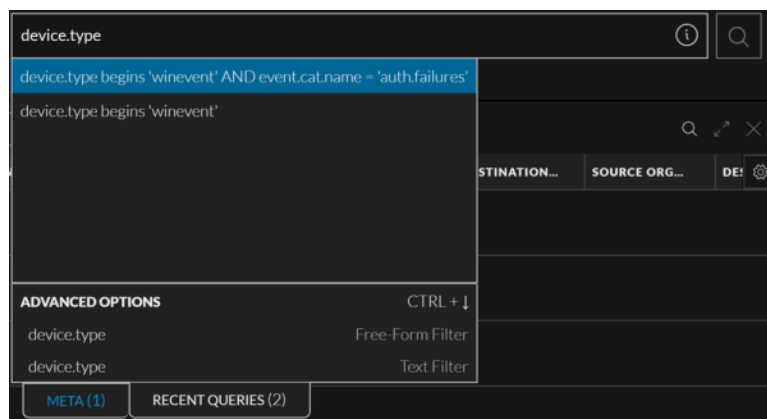 device.type
device.type begins 'winevent' AND event.cat.name = 'auth.failures'
device.type begins 'winevent'
STINATION... SOURCE ORG... DES
ADVANCED OPTIONS CTRL + ↓
device.type Free-Form Filter
device.type Text Filter
META (1) RECENT QUERIES (2)